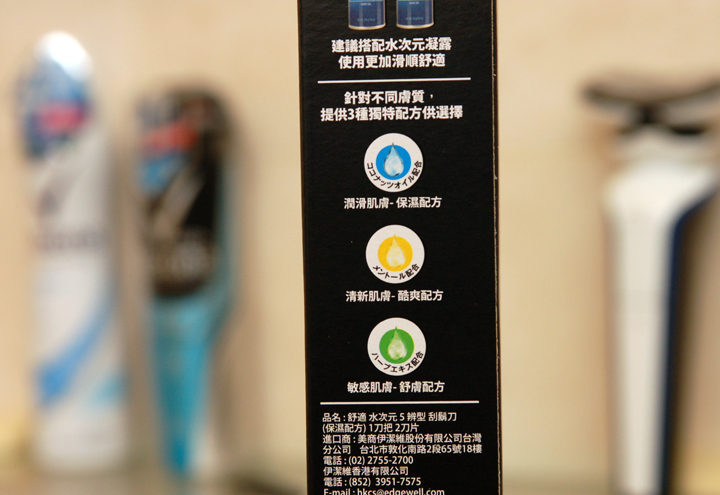 建議搭配水次元凝露
使用更加滑順舒適
針對不同膚質，
提供3種獨特配方供選擇
ココナッツオイル配合
潤滑肌膚- 保濕配方
メントール配合
清新肌膚- 酷爽配方
ハーブエキス配合
敏感肌膚- 舒膚配方
品名 : 舒適 水次元 5 辨型 刮鬍刀
(保濕配方) 1刀把 2刀片
進口商 : 美商伊潔維股份有限公司台灣
分公司 台北市敦化南路2段65號18樓
電話 : (02) 2755-2700
伊潔維香港有限公司
電話 : (852) 3951-7575
E-mail : hkcs@edgewell.com